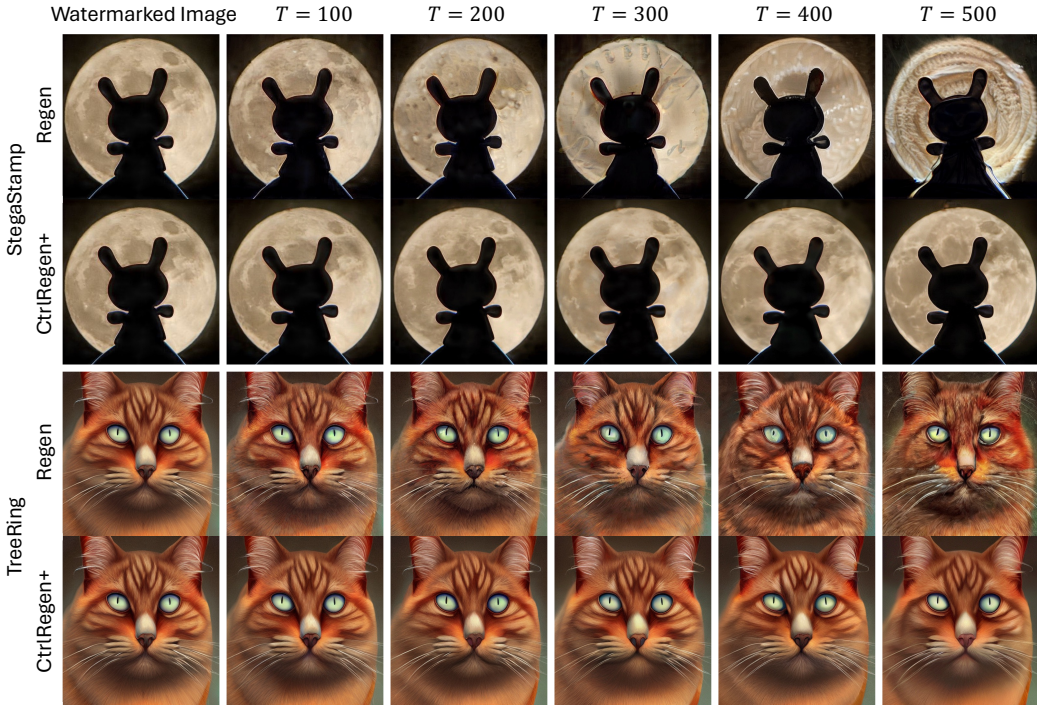 Watermarked Image T = 100 T = 200 T = 300 T = 400 T = 500
StegaStamp
Regen
CtrlRegen+
TreeRing
Regen
CtrlRegen+